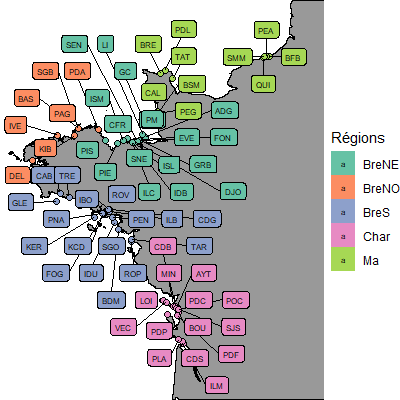 PDL
PEA
SEN
LI
BRE
TAT
SMM
BFB
SGB
PDA
GC
QUI
BAS
ISM
CAL
BSM
PAG
PEG
ADG
IVE
CFR
PM
KIB
PIS
EVE
FON
SNE
ISL
GRB
DEL
CAB
TRE
PIE
ILC
IDB
DJO
GLE
IBO
ROV
PNA
PEN
ILB
CDG
KER
KCD
SGO
CDB
TAR
FOG
IDU
ROP
MIN
AYT
BDM
LOI
PDC
POC
VEC
PDP
BOU
SJS
PLA
CDS
PDF
ILM
Régions
a BreNE
a BreNO
a BreS
a Char
a Ma